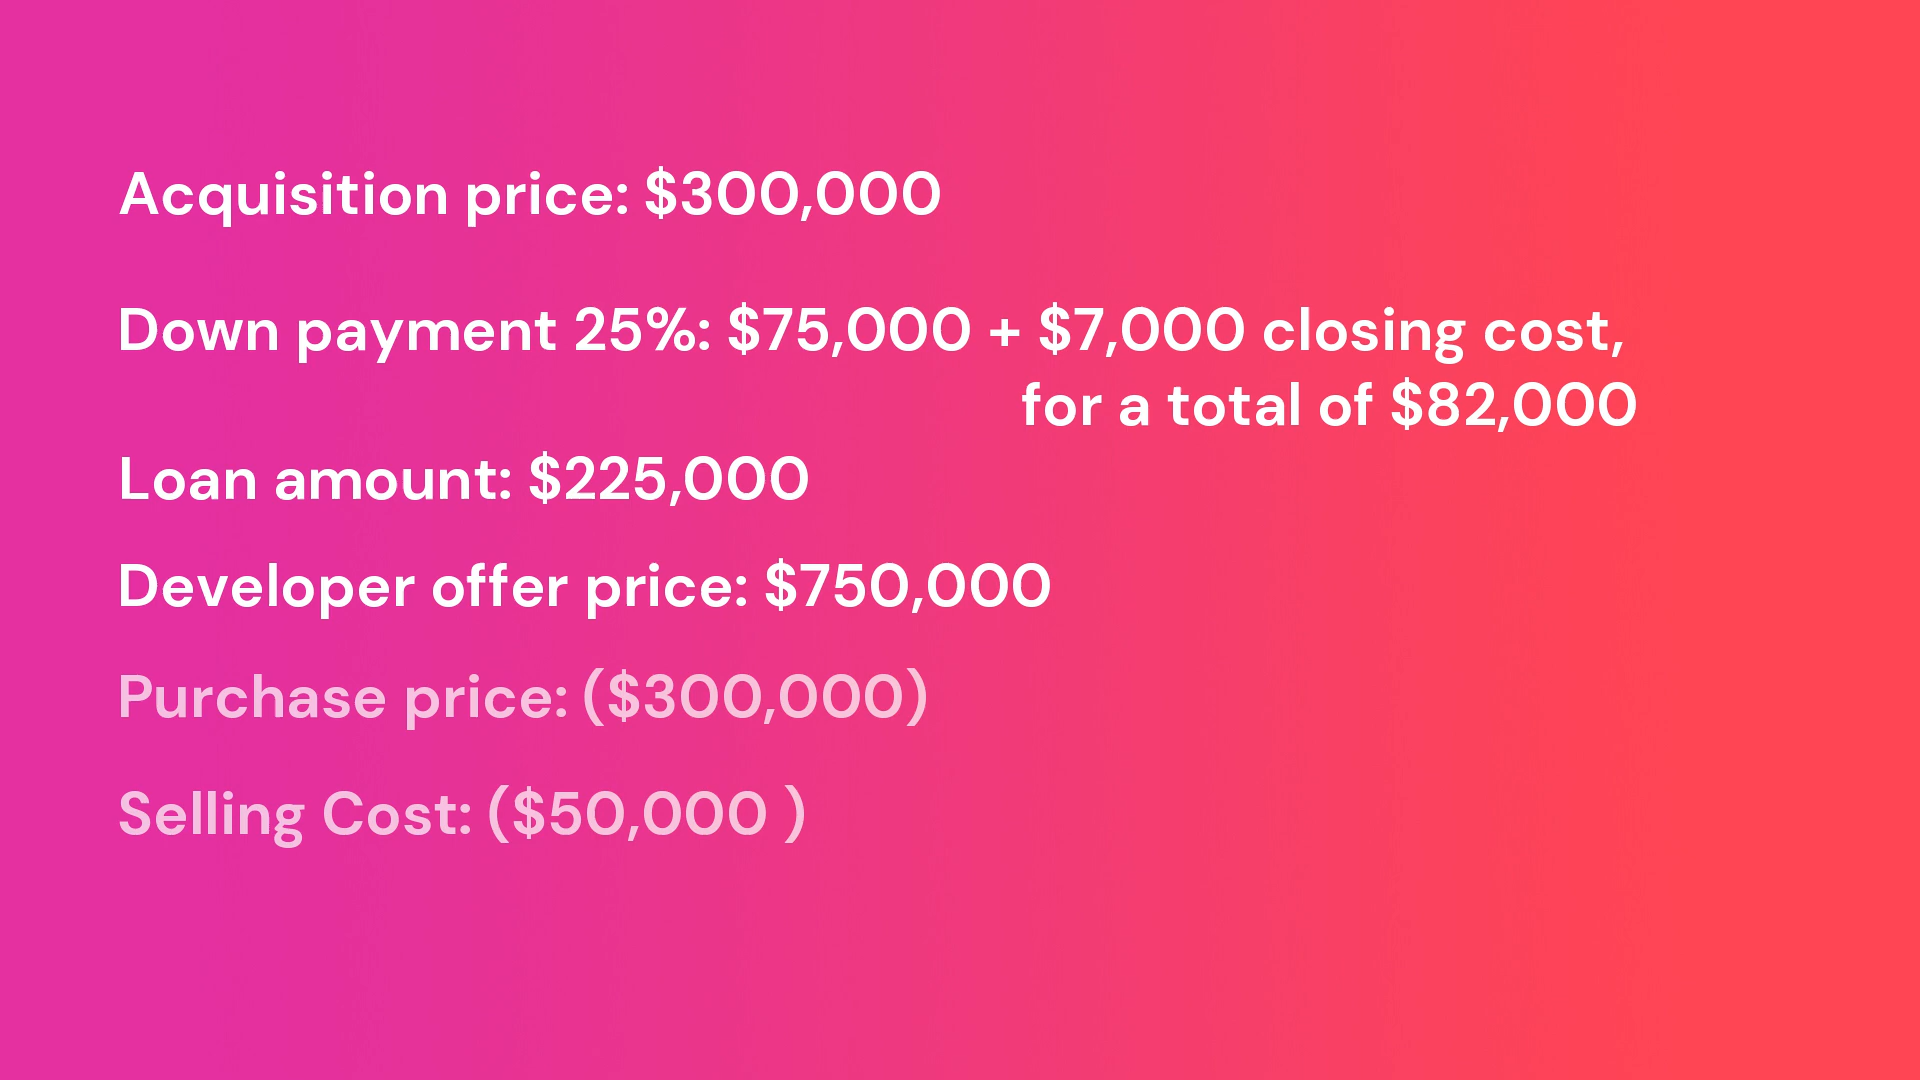 Acquisition price: $300,000
Down payment 25%: $75,000 + $7,000 closing cost,
for a total of $82,000
Loan amount: $225,000
Developer offer price: $750,000
Purchase price: ($300,000)
Selling Cost: ($50,000 )